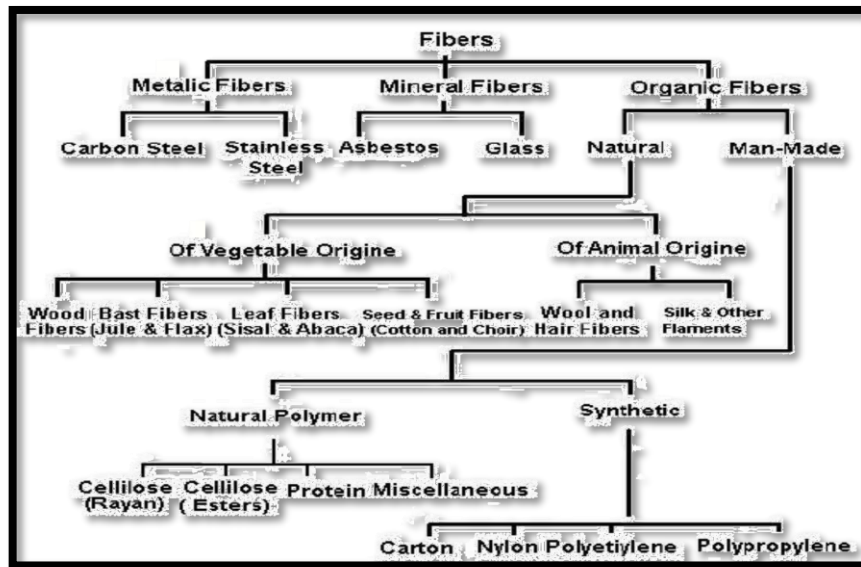 Fibers
Metalic Fibers Mineral Fibers Organic Fibers
Carbon Steel Stainless Steel Asbestos Glass Natural Man-Made
Of Vegetable Origine Of Animal Origine
Wood Fibers Bast Fibers (Jule & Flax) Leaf Fibers (Sisal & Abaca) Seed & Fruit Fibers (Cotton and Choir) Wool and Hair Fibers Silk & Other Flaments
Natural Polymer Synthetic
Cellilose (Rayan) Cellilose (Esters) Protein Miscellaneous
Carton Nylon Polyetiylene Polypropylene